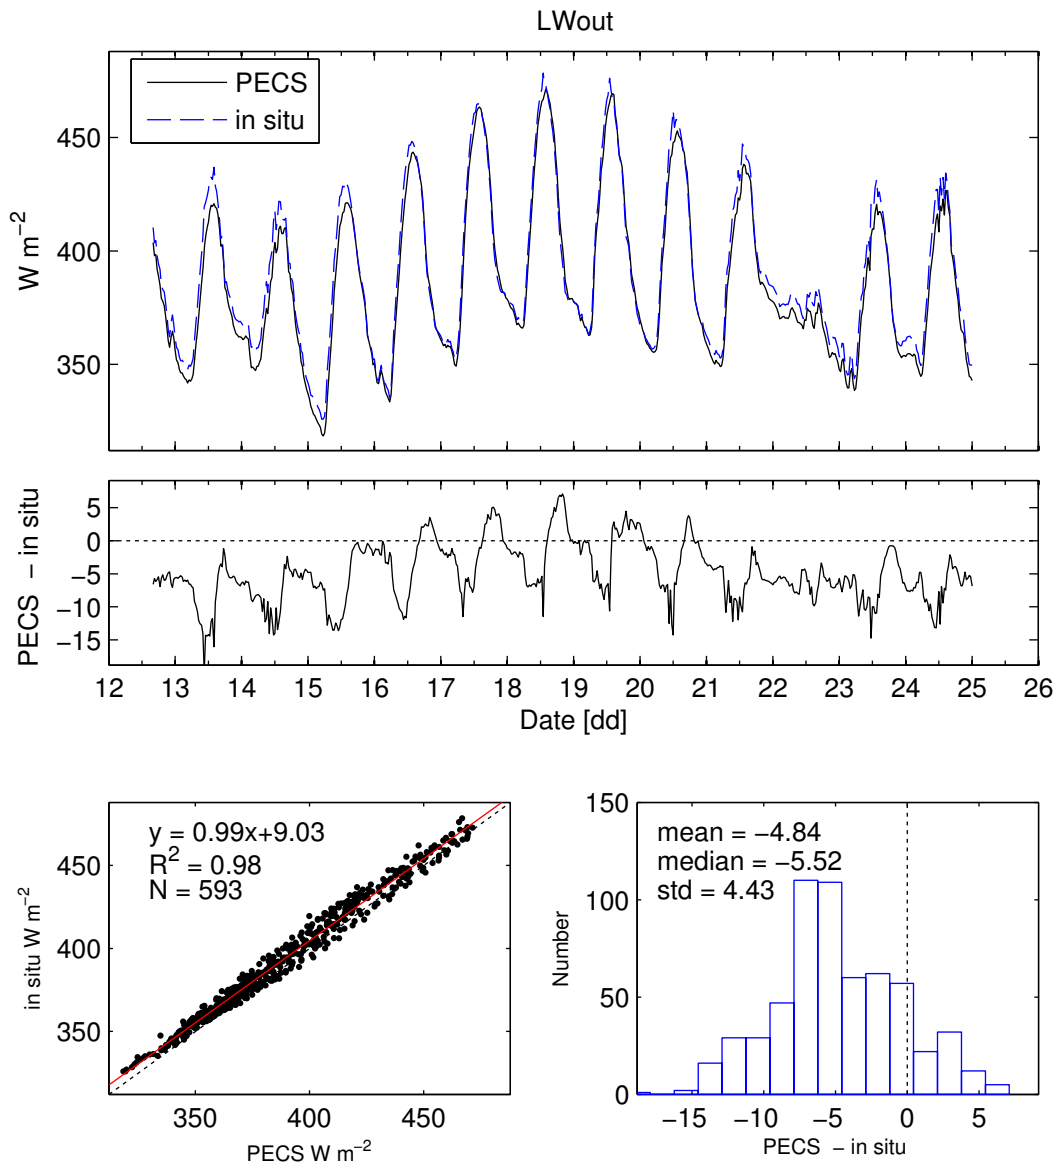 LWout
PECS
in situ
W m−2
450
400
350
PECS − in situ
5
0
−5
−10
−15
12 13 14 15 16 17 18 19 20 21 22 23 24 25 26
Date [dd]
y = 0.99x+9.03
R2 = 0.98
N = 593
in situ W m−2
450
400
350
350 400 450
PECS W m−2
mean = −4.84
median = −5.52
std = 4.43
Number
150
100
50
0
−15 −10 −5 0 5
PECS − in situ